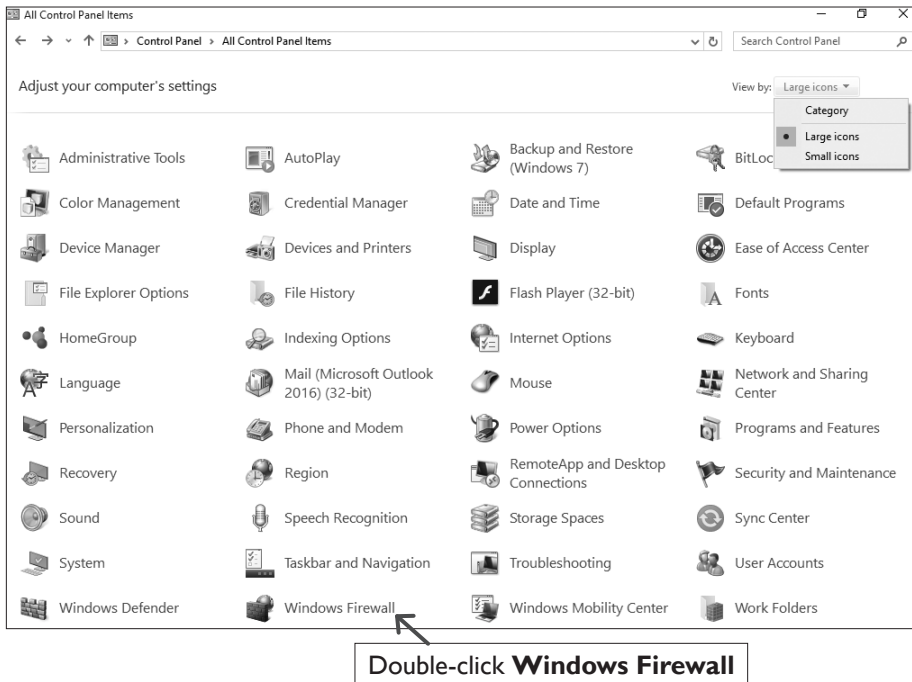 All Control Panel Items
Control Panel > All Control Panel Items
Search Control Panel
Adjust your computer's settings
View by: Large icons
Category
Large icons
Small icons
Administrative Tools
AutoPlay
Backup and Restore
(Windows 7)
Color Management
Credential Manager
Date and Time
Default Programs
Device Manager
Devices and Printers
Display
Ease of Access Center
File Explorer Options
File History
Flash Player (32-bit)
Fonts
HomeGroup
Indexing Options
Internet Options
Keyboard
Language
Mail (Microsoft Outlook
2016) (32-bit)
Mouse
Network and Sharing
Center
Personalization
Phone and Modem
Power Options
Programs and Features
Recovery
Region
RemoteApp and Desktop
Connections
Security and Maintenance
Sound
Speech Recognition
Storage Spaces
Sync Center
System
Taskbar and Navigation
Troubleshooting
User Accounts
Windows Defender
Windows Firewall
Windows Mobility Center
Work Folders
Double-click Windows Firewall